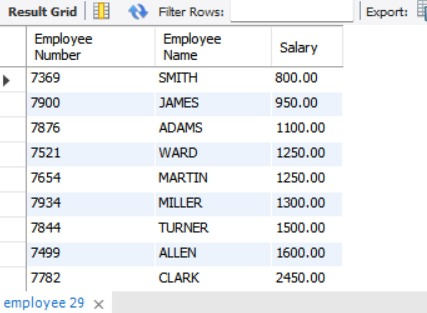 Result Grid Filter Rows: Export:
Employee Number Employee Name Salary
7369 SMITH 800.00
7900 JAMES 950.00
7876 ADAMS 1100.00
7521 WARD 1250.00
7654 MARTIN 1250.00
7934 MILLER 1300.00
7844 TURNER 1500.00
7499 ALLEN 1600.00
7782 CLARK 2450.00
employee 29 ×